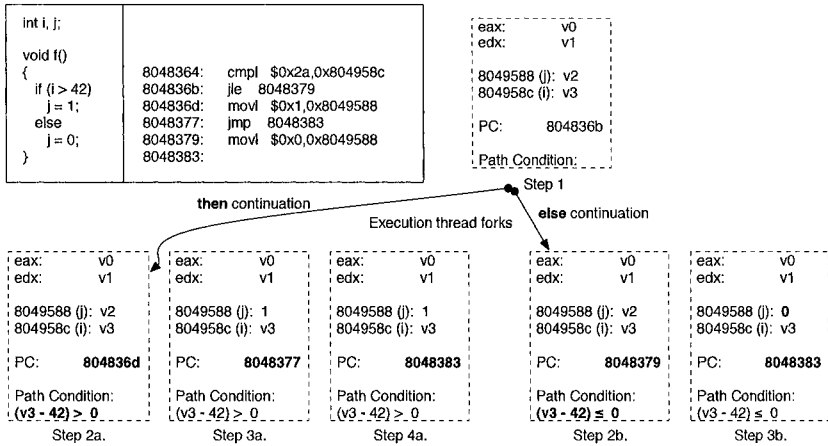 int i, j;
void f()
{
if (i > 42)
j = 1;
else
j = 0;
}
8048364: cmpl $0x2a,0x804958c
804836b: jle 8048379
804836d: movl $0x1,0x8049588
8048377: jmp 8048383
8048379: movl $0x0,0x8049588
8048383:
eax: v0
edx: v1
8049588 (j): v2
804958c (i): v3
PC: 804836b
Path Condition:
Step 1
then continuation
Execution thread forks
else continuation
eax: v0
edx: v1
8049588 (j): v2
804958c (i): v3
PC: 804836d
Path Condition:
(v3 - 42) > 0
Step 2a.
eax: v0
edx: v1
8049588 (j): 1
804958c (i): v3
PC: 8048377
Path Condition:
(v3 - 42) > 0
Step 3a.
eax: v0
edx: v1
8049588 (j): 1
804958c (i): v3
PC: 8048383
Path Condition:
(v3 - 42) > 0
Step 4a.
eax: v0
edx: v1
8049588 (j): v2
804958c (i): v3
PC: 8048379
Path Condition:
(v3 - 42) ≤ 0
Step 2b.
eax: v0
edx: v1
8049588 (j): 0
804958c (i): v3
PC: 8048383
Path Condition:
(v3 - 42) ≤ 0
Step 3b.